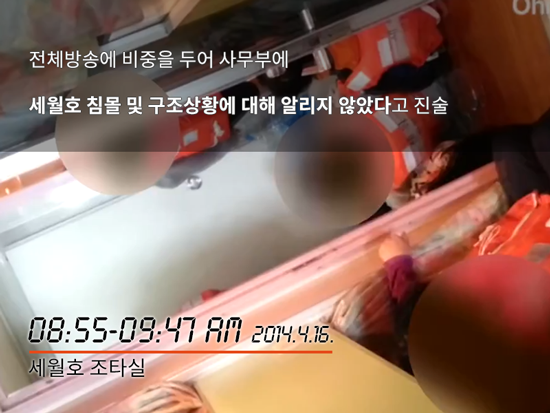 On
전체방송에 비중을 두어 사무부에
세월호 침몰 및 구조상황에 대해 알리지 않았다고 진술
08:55-09:47 AM 2014.4.16.
세월호 조타실